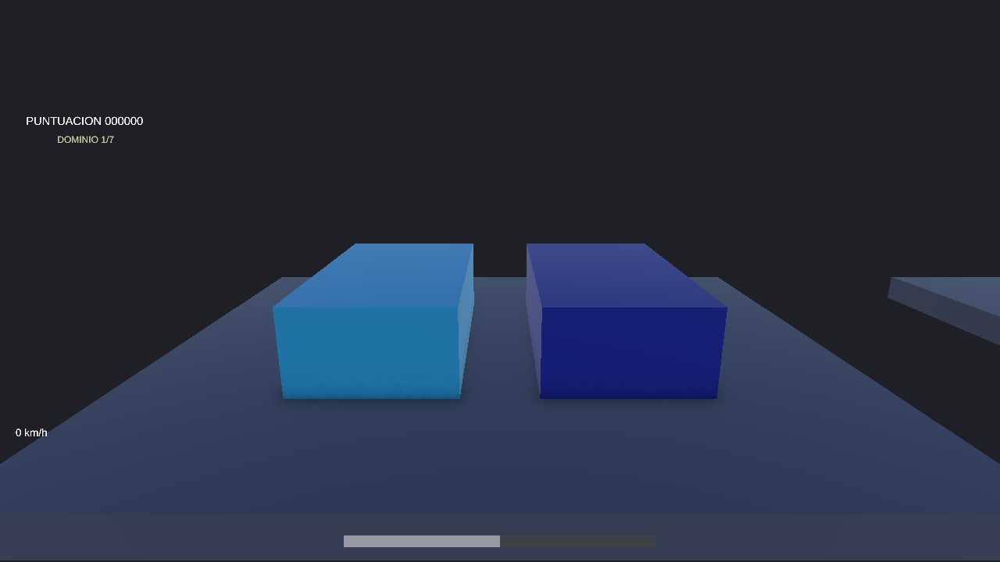 PUNTUACION 000000
DOMINIO 1/7
0 km/h